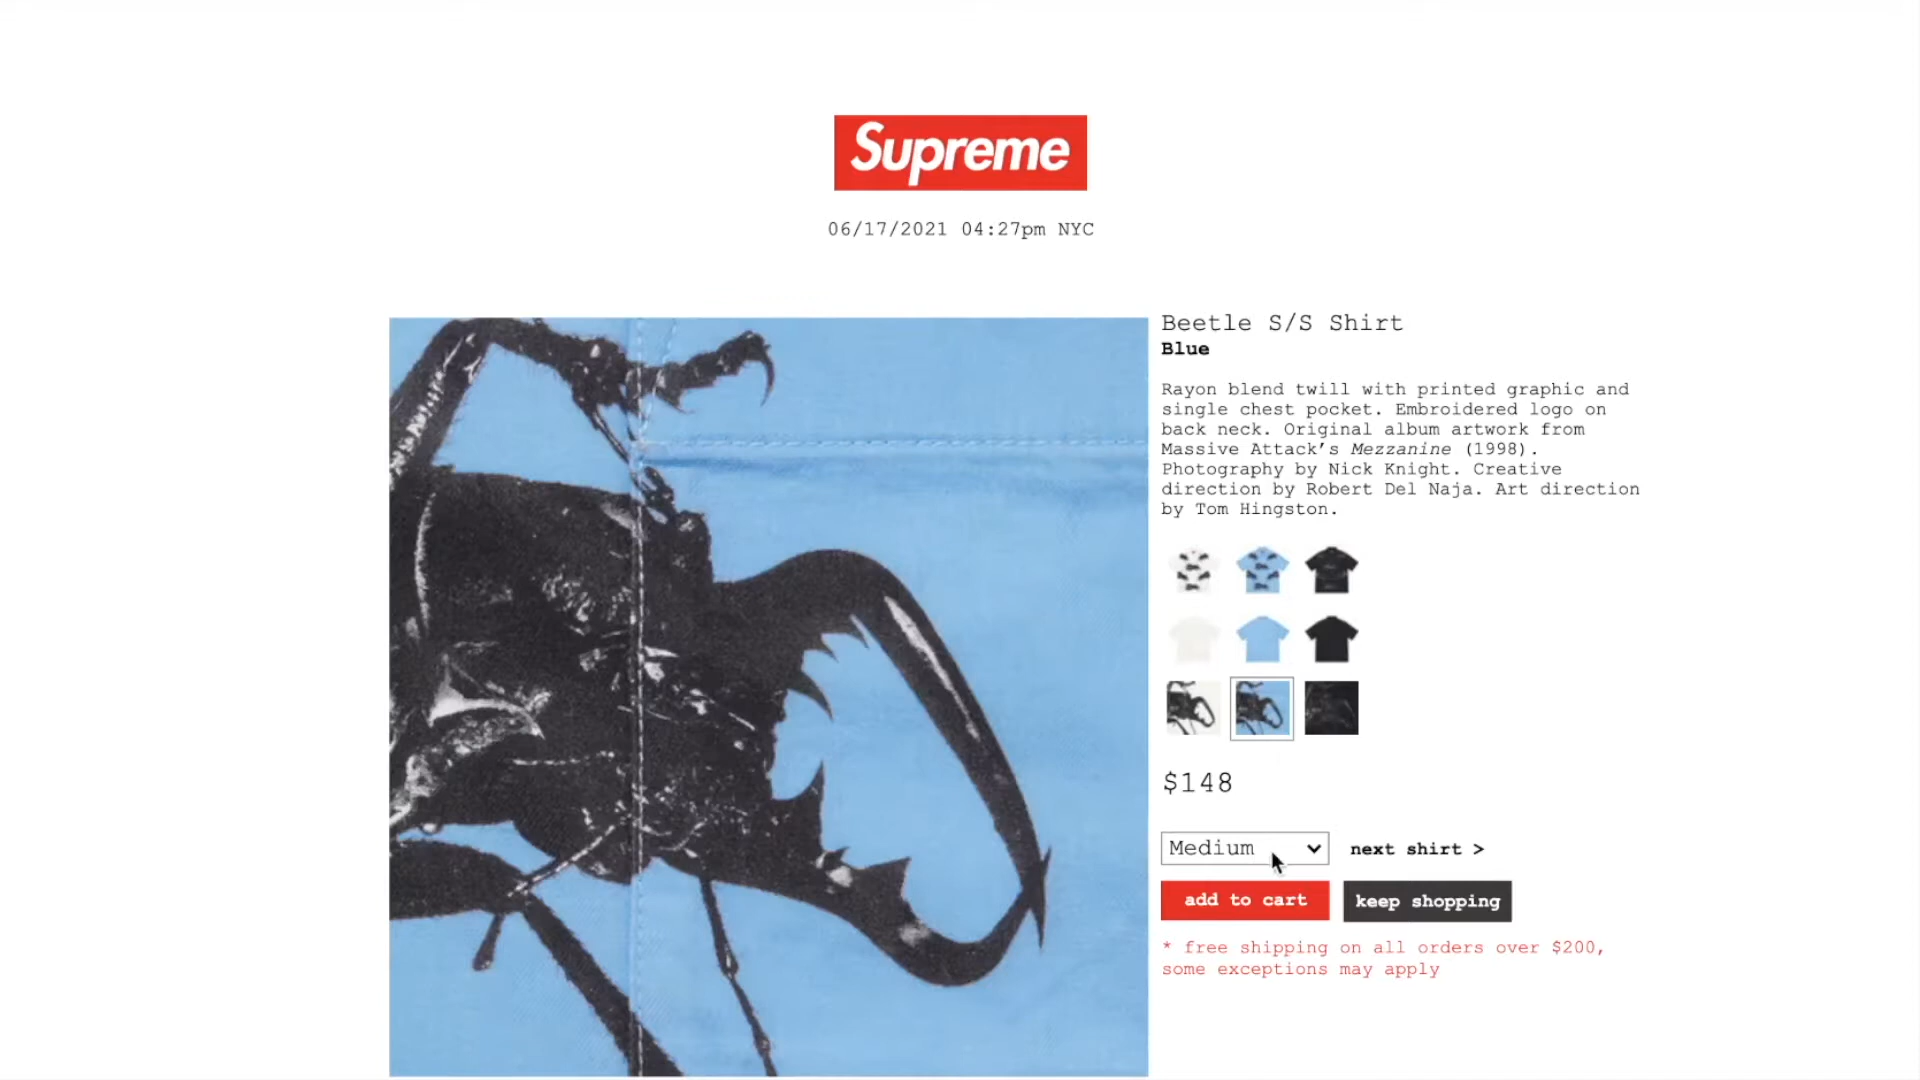 Supreme
06/17/2021 04:27pm NYC
Beetle S/S Shirt
Blue
Rayon blend twill with printed graphic and
single chest pocket. Embroidered logo on
back neck. Original album artwork from
Massive Attack’s Mezzanine (1998).
Photography by Nick Knight. Creative
direction by Robert Del Naja. Art direction
by Tom Hingston.
$148
Medium
next shirt >
add to cart
keep shopping
* free shipping on all orders over $200,
some exceptions may apply